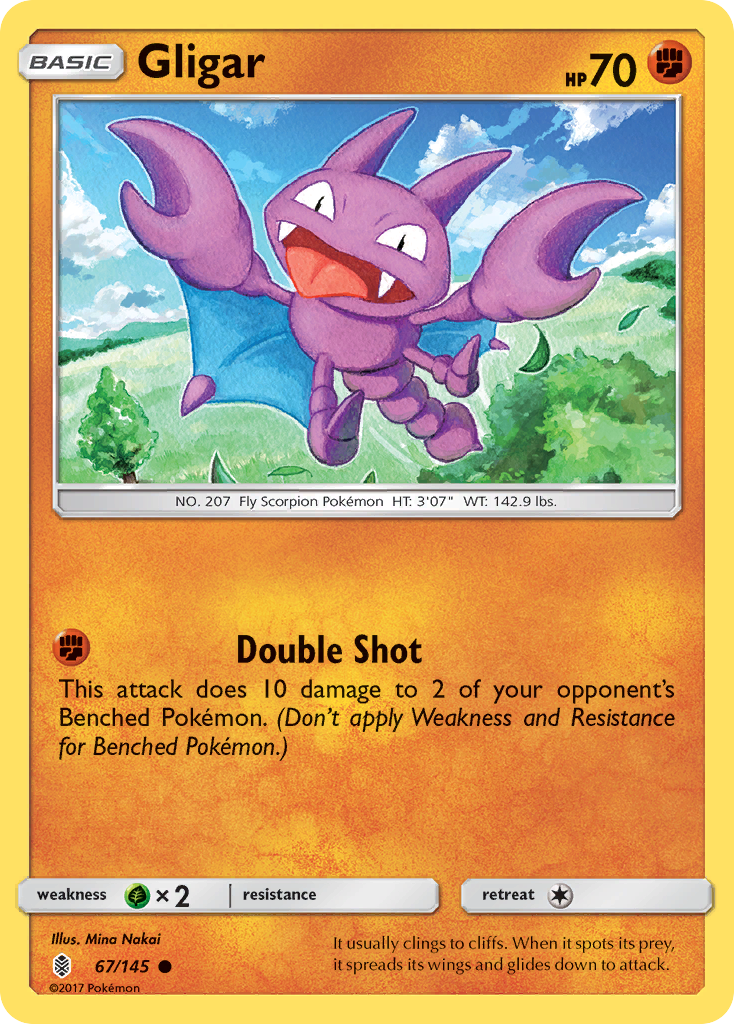 BASIC Gligar HP 70
NO. 207 Fly Scorpion Pokémon HT: 3'07" WT: 142.9 lbs.
Double Shot
This attack does 10 damage to 2 of your opponent's
Benched Pokémon. (Don't apply Weakness and Resistance
for Benched Pokémon.)
weakness × 2 resistance retreat
Illus. Mina Nakai
67/145
©2017 Pokémon
It usually clings to cliffs. When it spots its prey,
it spreads its wings and glides down to attack.